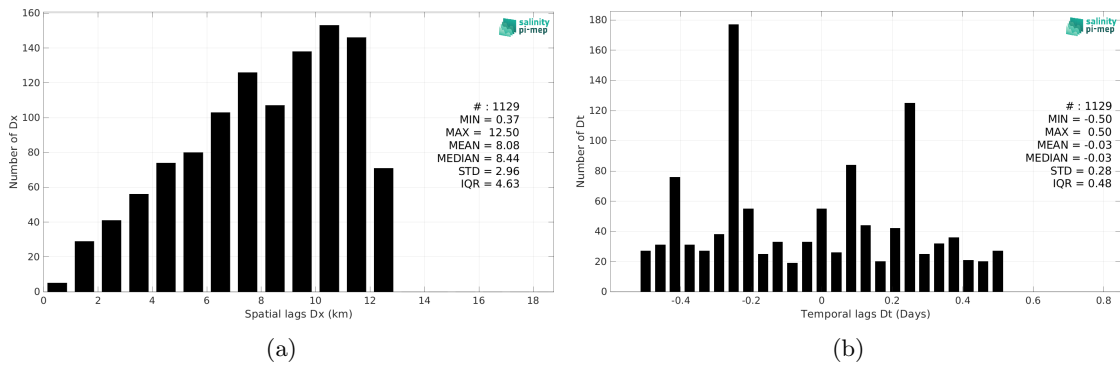 160
140
120
100
80
60
40
20
0
Number of Dx
salinity
pi-mep
# : 1129
MIN = 0.37
MAX = 12.50
MEAN = 8.08
MEDIAN = 8.44
STD = 2.96
IQR = 4.63
0 2 4 6 8 10 12 14 16 18
Spatial lags Dx (km)
(a)
180
160
140
120
100
80
60
40
20
0
Number of Dt
salinity
pi-mep
# : 1129
MIN = -0.50
MAX = 0.50
MEAN = -0.03
MEDIAN = -0.03
STD = 0.28
IQR = 0.48
-0.4 -0.2 0 0.2 0.4 0.6 0.8
Temporal lags Dt (Days)
(b)